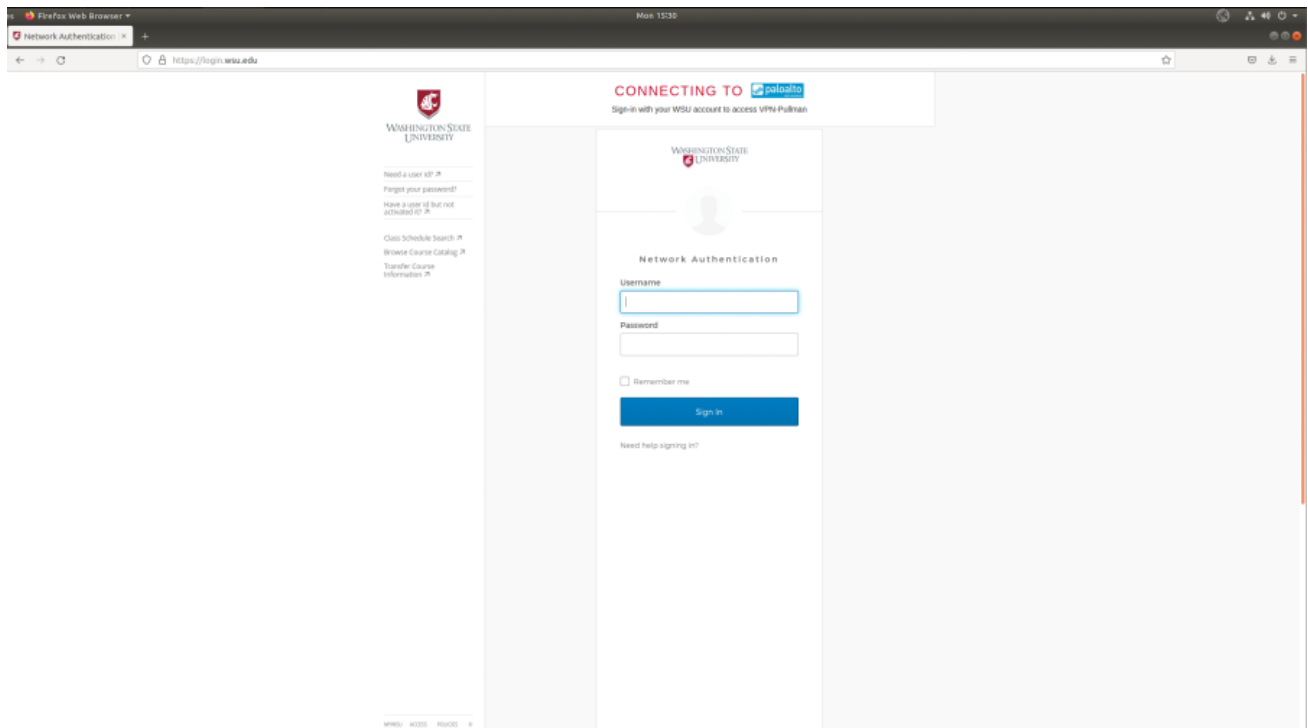 Firefox Web Browser
Mon 15:30
Network Authentication
https://login.wsu.edu
WASHINGTON STATE
UNIVERSITY
Need a user id?
Forgot your password?
Have a user id but not
activated it?
Class Schedule Search
Browse Course Catalog
Transfer Course
Information
CONNECTING TO paloalto
Sign-in with your WSU account to access VPN-Pullman
WASHINGTON STATE
UNIVERSITY
Network Authentication
Username
Password
Remember me
Sign In
Need help signing in?
ACCESS POLICIES ©